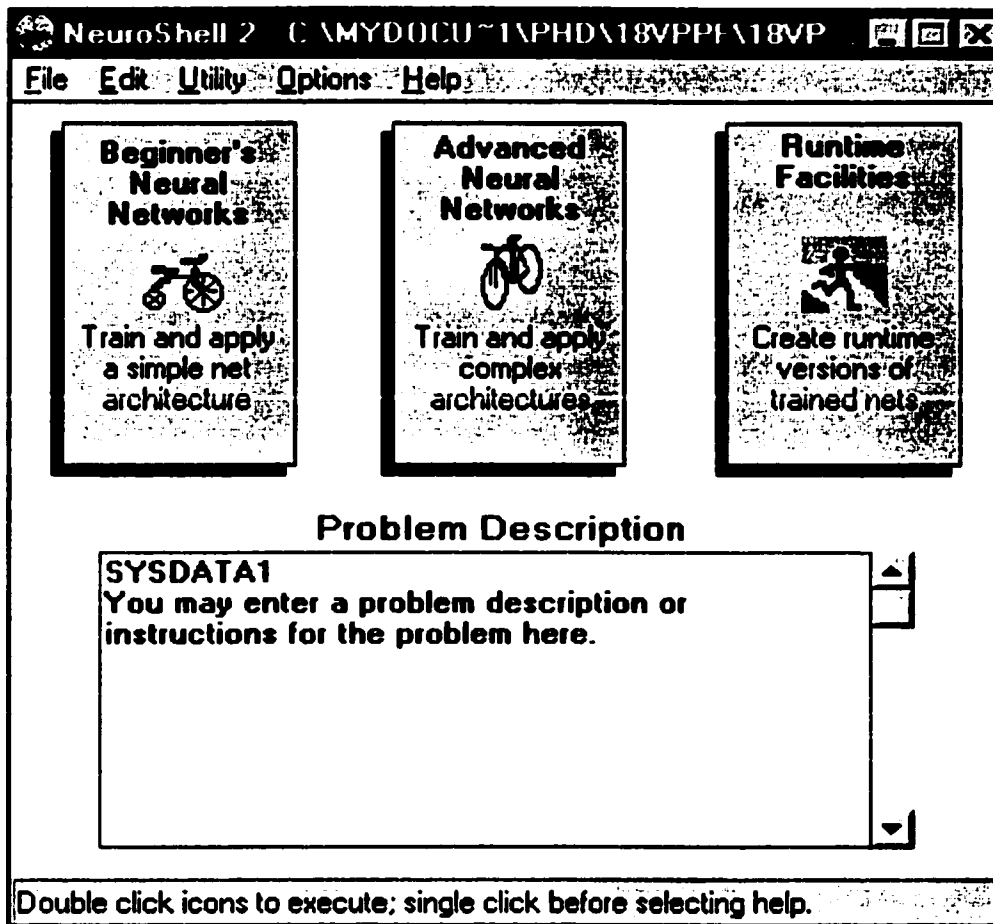 NeuroShell 2 C:\MYDOCU~1\PHD\18VPPF\18VP
File Edit Utility Options Help
Beginner's
Neural
Networks
Train and apply
a simple net
architecture
Advanced
Neural
Networks
Train and apply
complex
architectures
Runtime
Facilities
Create runtime
versions of
trained nets
Problem Description
SYSDATA1
You may enter a problem description or
instructions for the problem here.
Double click icons to execute; single click before selecting help.